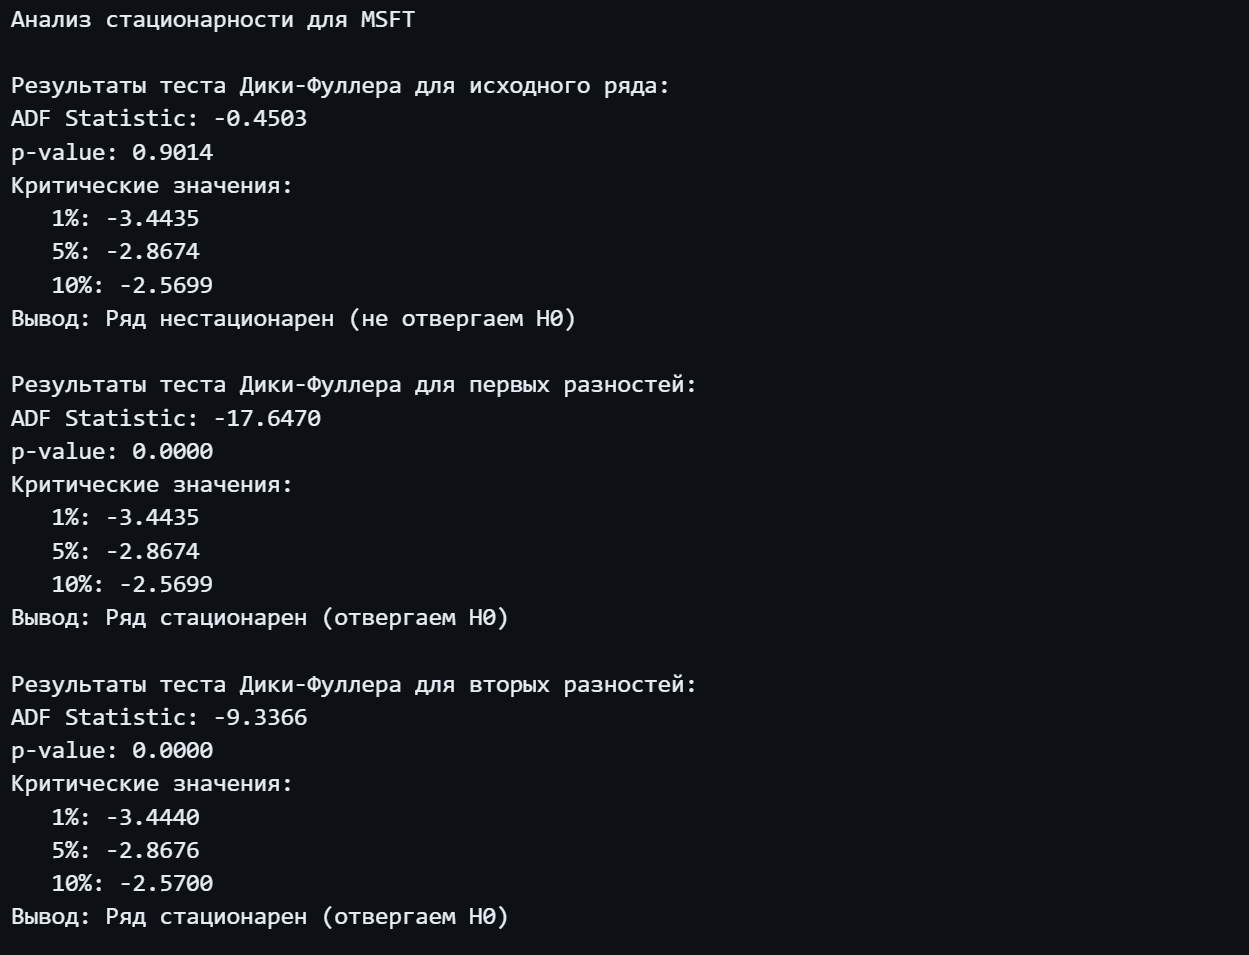 Анализ стационарности для MSFT
Результаты теста Дики-Фуллера для исходного ряда:
ADF Statistic: -0.4503
p-value: 0.9014
Критические значения:
1%: -3.4435
5%: -2.8674
10%: -2.5699
Вывод: Ряд нестационарен (не отвергаем H0)
Результаты теста Дики-Фуллера для первых разностей:
ADF Statistic: -17.6470
p-value: 0.0000
Критические значения:
1%: -3.4435
5%: -2.8674
10%: -2.5699
Вывод: Ряд стационарен (отвергаем H0)
Результаты теста Дики-Фуллера для вторых разностей:
ADF Statistic: -9.3366
p-value: 0.0000
Критические значения:
1%: -3.4440
5%: -2.8676
10%: -2.5700
Вывод: Ряд стационарен (отвергаем H0)